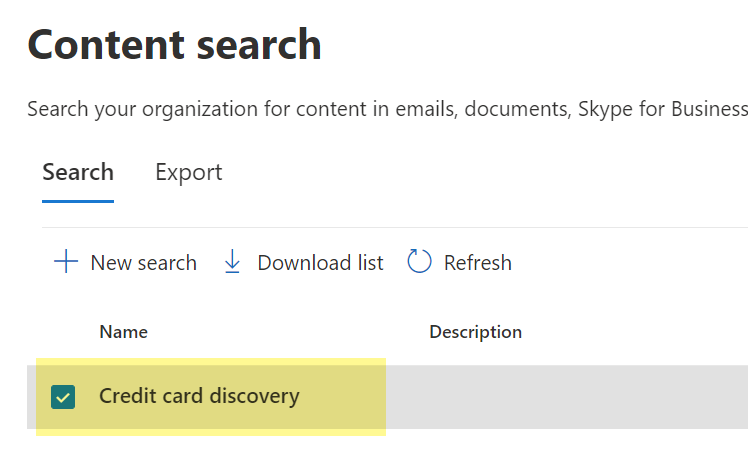 Content search
Search your organization for content in emails, documents, Skype for Business
Search Export
New search Download list Refresh
Name Description
Credit card discovery